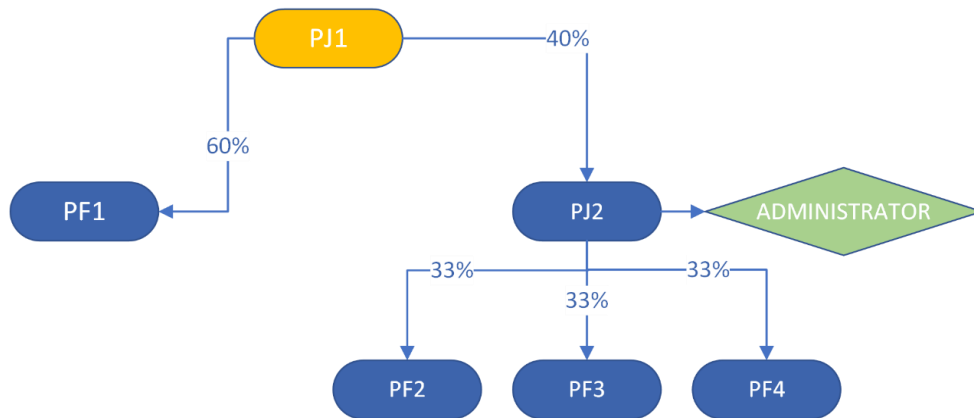 PJ1
40%
60%
PF1
PJ2
ADMINISTRATOR
33%
33%
33%
PF2
PF3
PF4